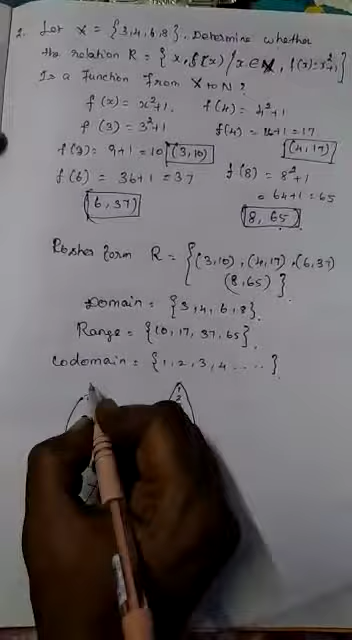 2. Let X = {3,4,6,8}. Determine whether
the relation R = {x, f(x) / x ∈ X, f(x) = x²+1}
Is a function from X to N?
f(x) = x²+1. f(4) = 4²+1
f(3) = 3²+1 f(4) = 16+1 = 17
f(3) = 9+1 = 10 (3,10) (4,17)
f(6) = 36+1 = 37 f(8) = 8²+1
= 64+1 = 65
(6,37) (8,65)
form R = {(3,10), (4,17), (6,37)
(8,65)}.
Domain = {3,4,6,8}.
Range = {10,17,37,65}.
Codomain = {1,2,3,4 .....}.
1
2